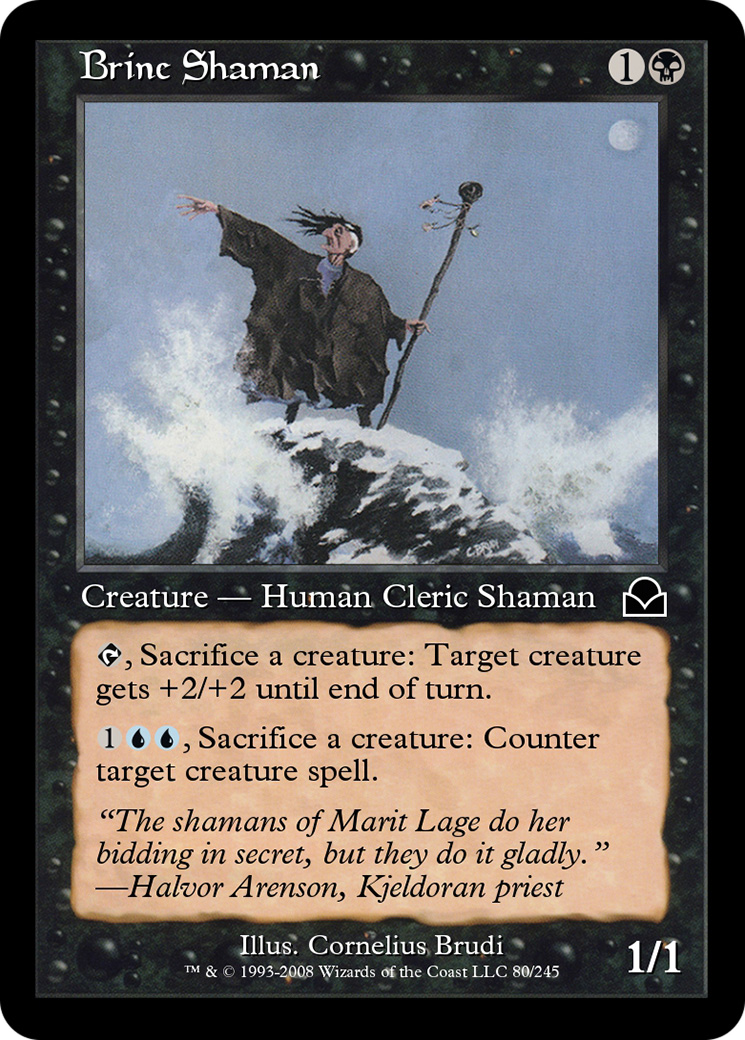 Brine Shaman
1
Creature — Human Cleric Shaman
, Sacrifice a creature: Target creature
gets +2/+2 until end of turn.
1 , Sacrifice a creature: Counter
target creature spell.
“The shamans of Marit Lage do her
bidding in secret, but they do it gladly.”
—Halvor Arenson, Kjeldoran priest
Illus. Cornelius Brudi
™ & © 1993-2008 Wizards of the Coast LLC 80/245
1/1